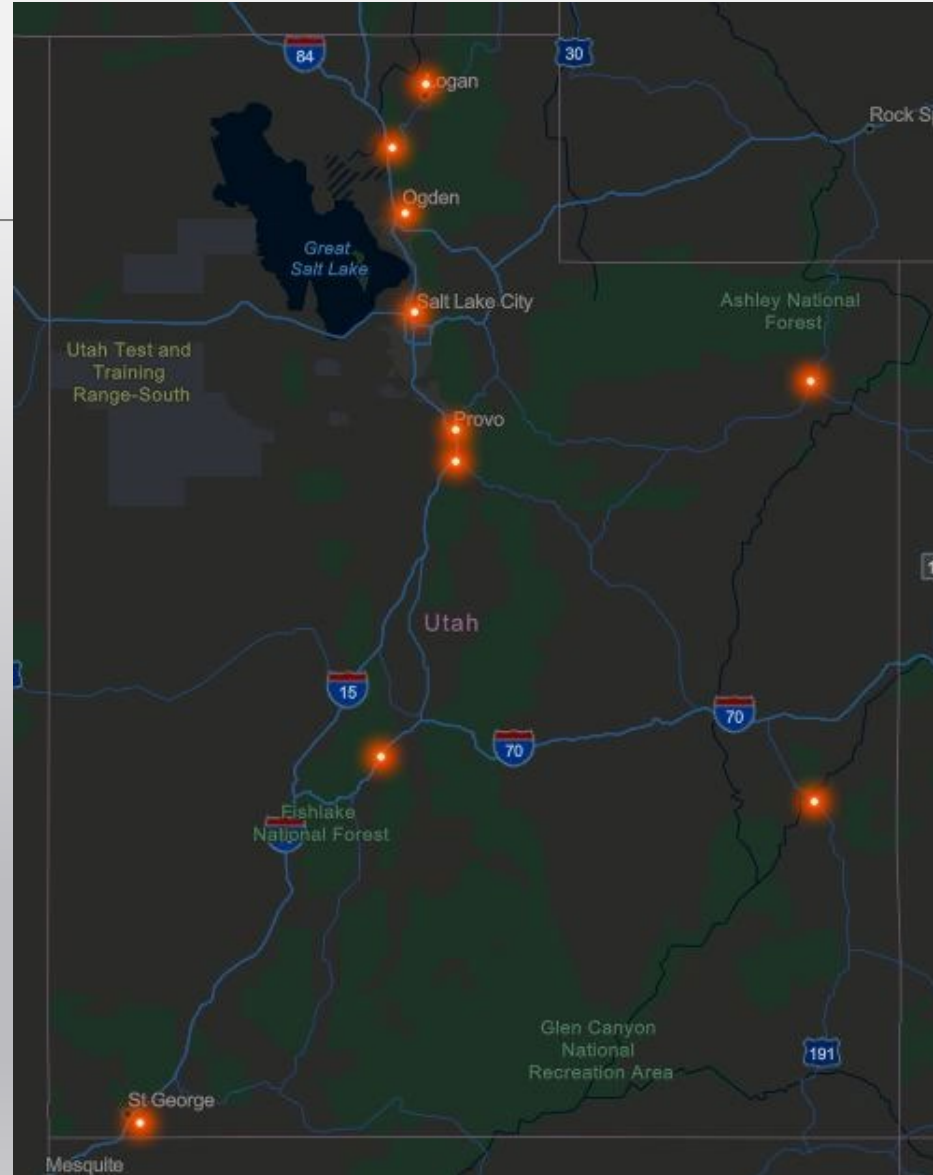 84
30
Logan
Rock S
Ogden
Great
Salt Lake
Salt Lake City
Ashley National
Forest
Utah Test and
Training
Range-South
Provo
1
Utah
15
70
70
Fishlake
National Forest
Glen Canyon
National
Recreation Area
191
St George
Mesquite